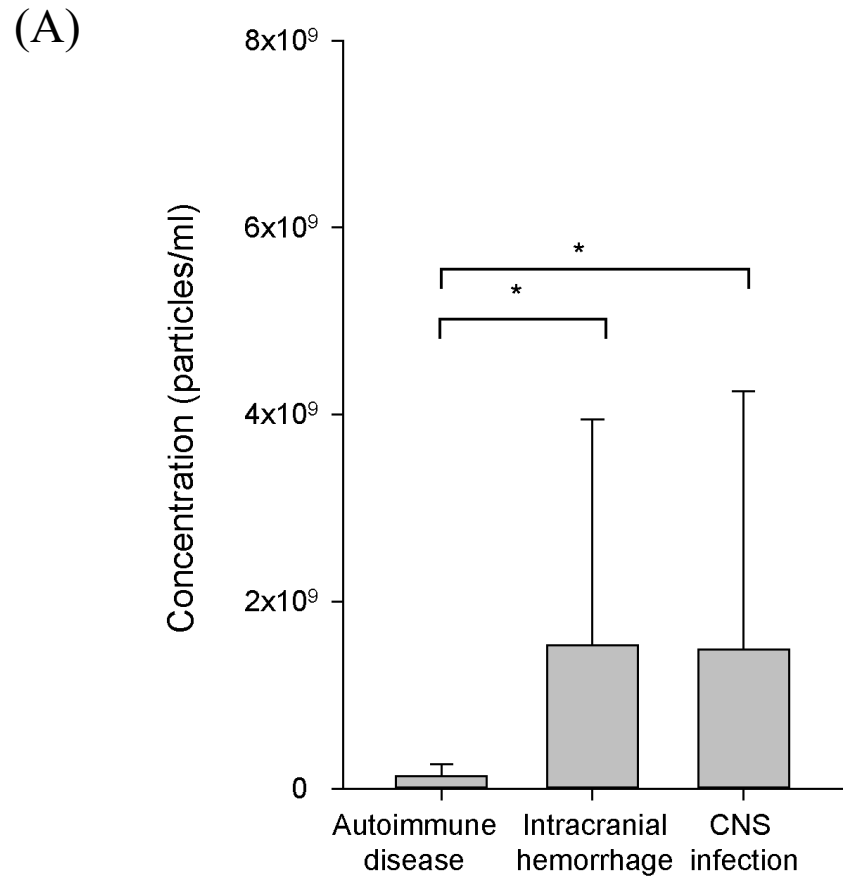 (A)
8x10⁹
6x10⁹
4x10⁹
2x10⁹
0
Concentration (particles/ml)
*
*
Autoimmune
disease
Intracranial
hemorrhage
CNS
infection